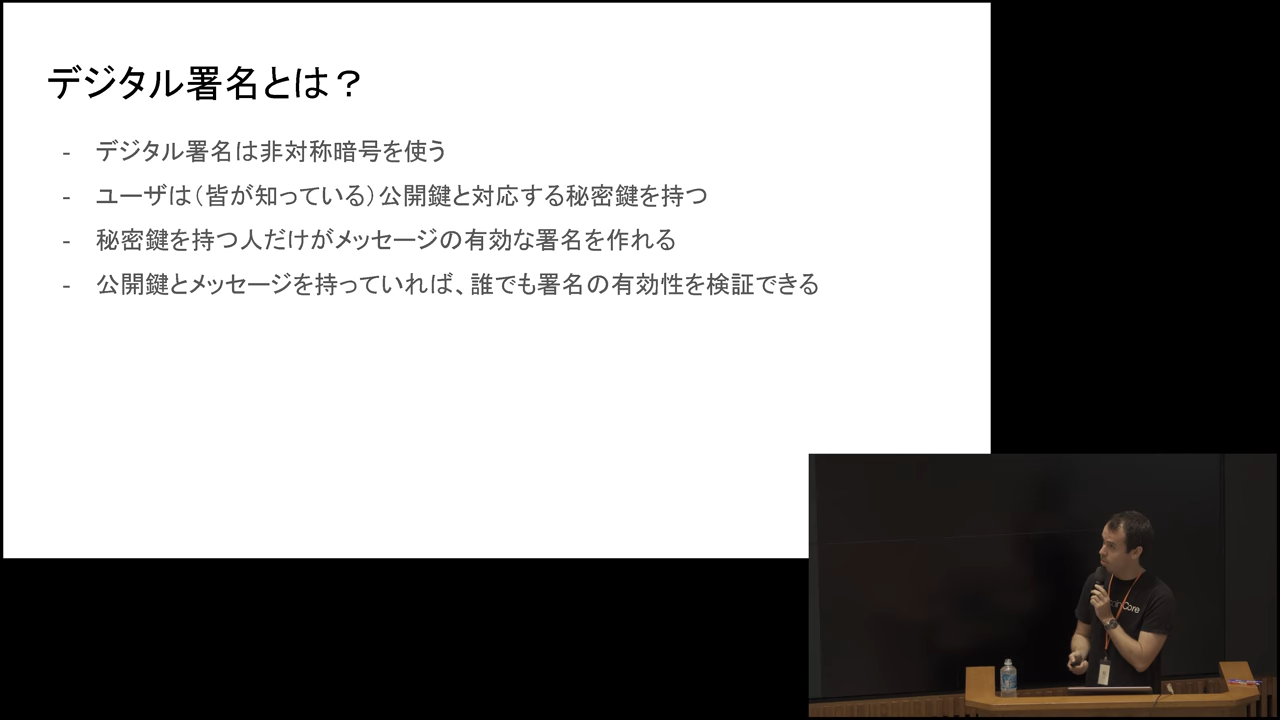 デジタル署名とは？
- デジタル署名は非対称暗号を使う
- ユーザは（皆が知っている）公開鍵と対応する秘密鍵を持つ
- 秘密鍵を持つ人だけがメッセージの有効な署名を作れる
- 公開鍵とメッセージを持っていれば、誰でも署名の有効性を検証できる
Core